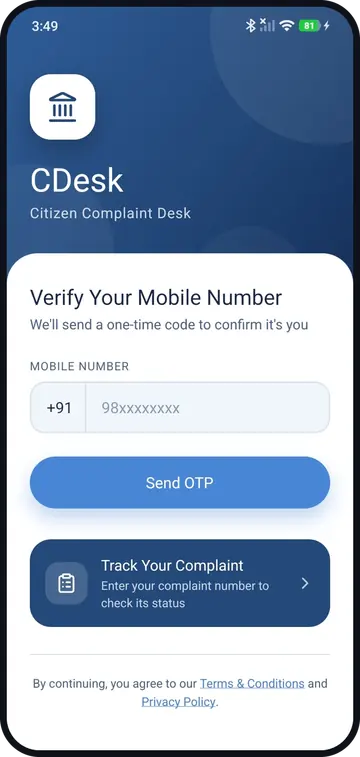 3:49
81
CDesk
Citizen Complaint Desk
Verify Your Mobile Number
We'll send a one-time code to confirm it's you
MOBILE NUMBER
+91 98xxxxxxxx
Send OTP
Track Your Complaint
Enter your complaint number to
check its status
By continuing, you agree to our Terms & Conditions and
Privacy Policy.